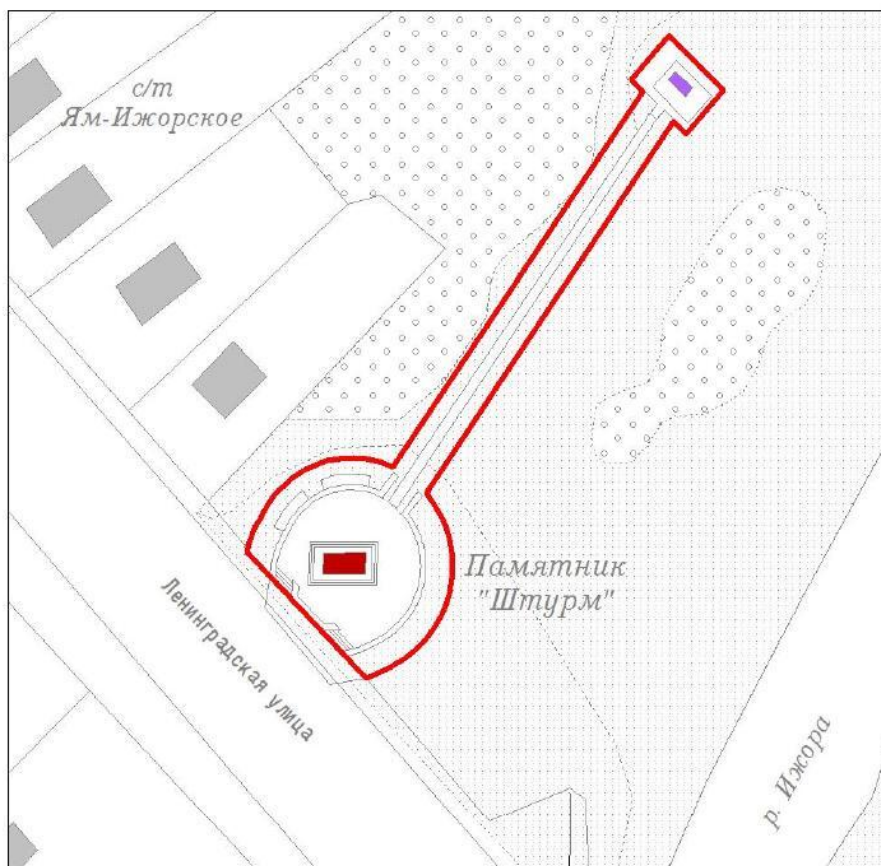 с/т
Ям-Ижорское
Памятник
"Штурм"
Ленинградская улица
р. Ижора